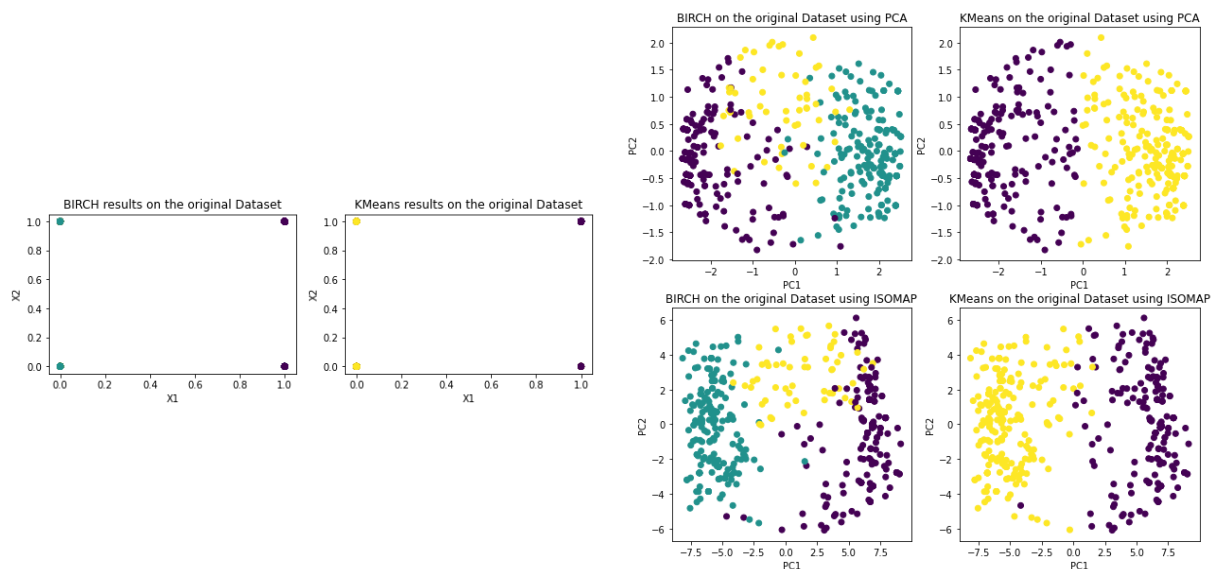 BIRCH results on the original Dataset
1.0
0.8
0.6
0.4
0.2
0.0
X2
0.0 0.2 0.4 0.6 0.8 1.0
X1
KMeans results on the original Dataset
1.0
0.8
0.6
0.4
0.2
0.0
X2
0.0 0.2 0.4 0.6 0.8 1.0
X1
BIRCH on the original Dataset using PCA
2.0
1.5
1.0
0.5
0.0
−0.5
−1.0
−1.5
−2.0
PC2
−2 −1 0 1 2
PC1
KMeans on the original Dataset using PCA
2.0
1.5
1.0
0.5
0.0
−0.5
−1.0
−1.5
−2.0
PC2
−2 −1 0 1 2
PC1
BIRCH on the original Dataset using ISOMAP
6
4
2
0
−2
−4
−6
PC2
−7.5 −5.0 −2.5 0.0 2.5 5.0 7.5
PC1
KMeans on the original Dataset using ISOMAP
6
4
2
0
−2
−4
−6
PC2
−7.5 −5.0 −2.5 0.0 2.5 5.0 7.5
PC1